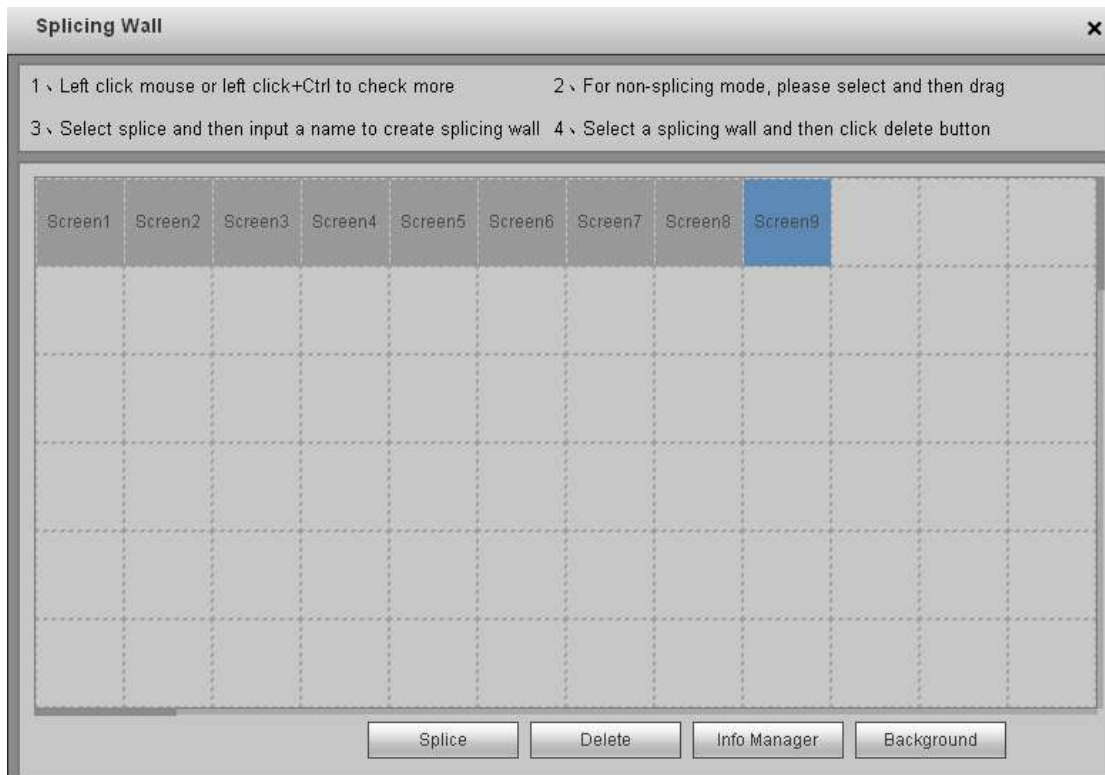 Splicing Wall
1、Left click mouse or left click+Ctrl to check more 2、For non-splicing mode, please select and then drag
3、Select splice and then input a name to create splicing wall 4、Select a splicing wall and then click delete button
Screen1 Screen2 Screen3 Screen4 Screen5 Screen6 Screen7 Screen8 Screen9
Splice Delete Info Manager Background